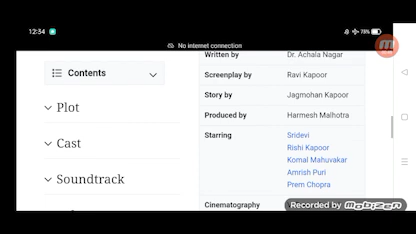 12:34
78%
No internet connection
Contents
Plot
Cast
Soundtrack
Written by Dr. Achala Nagar
Screenplay by Ravi Kapoor
Story by Jagmohan Kapoor
Produced by Harmesh Malhotra
Starring Sridevi
Rishi Kapoor
Komal Mahuvakar
Amrish Puri
Prem Chopra
Cinematography
Recorded by Mobizen